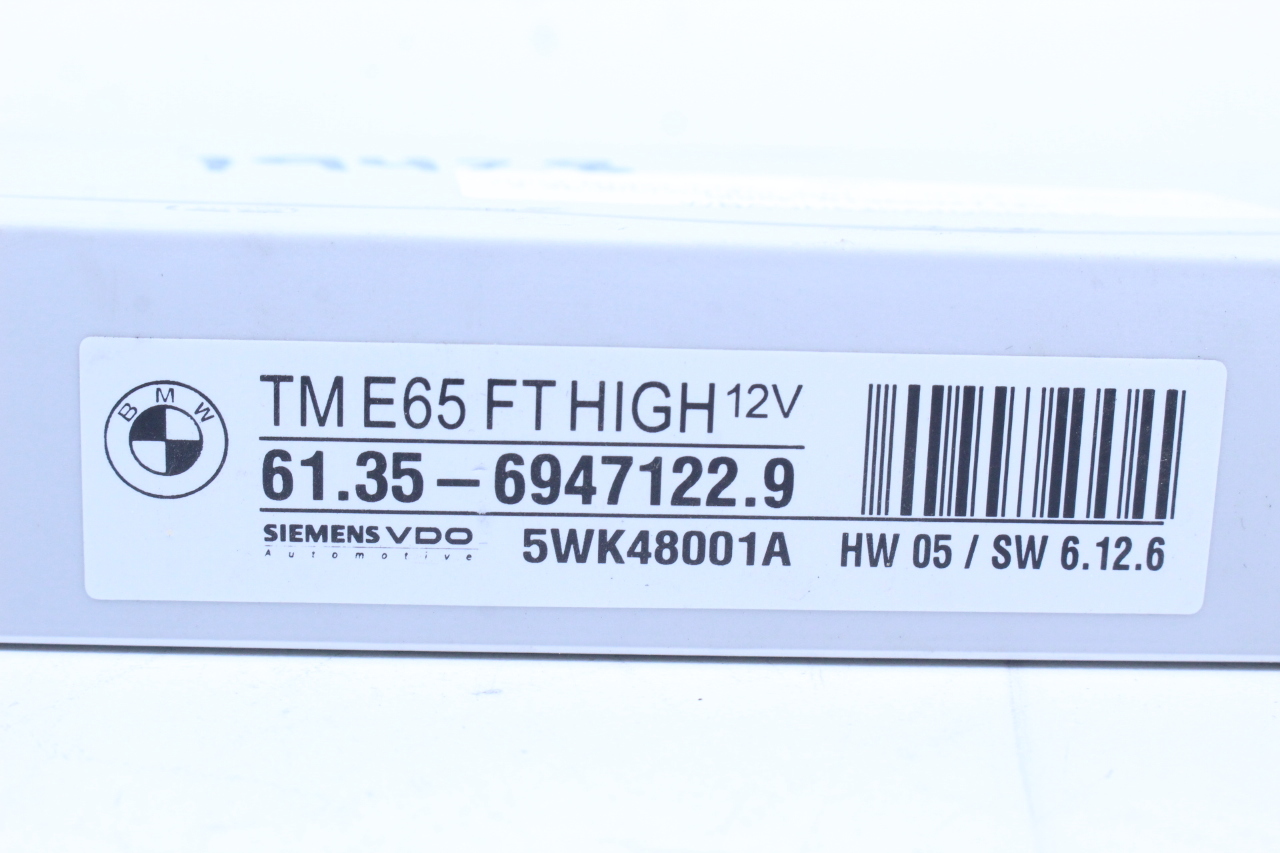 BMW
TM E65 FT HIGH 12V
61.35 – 6947122.9
SIEMENS VDO
Automotive
5WK48001A
HW 05 / SW 6.12.6